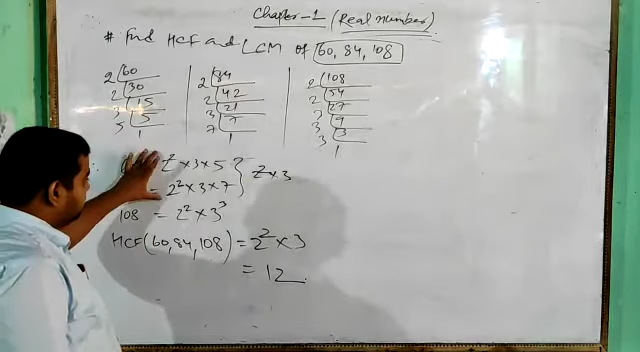 Chapter-1 (Real number)
# Find HCF and LCM of 60, 84, 108
2 60
2 30
3 15
5 5
1
2 84
2 42
3 21
7 7
1
2 108
2 54
3 27
3 9
3 3
1
2² × 3 × 5
= 2² × 3 × 7 } 2² × 3
108 = 2² × 3³
HCF (60, 84, 108) = 2² × 3
= 12